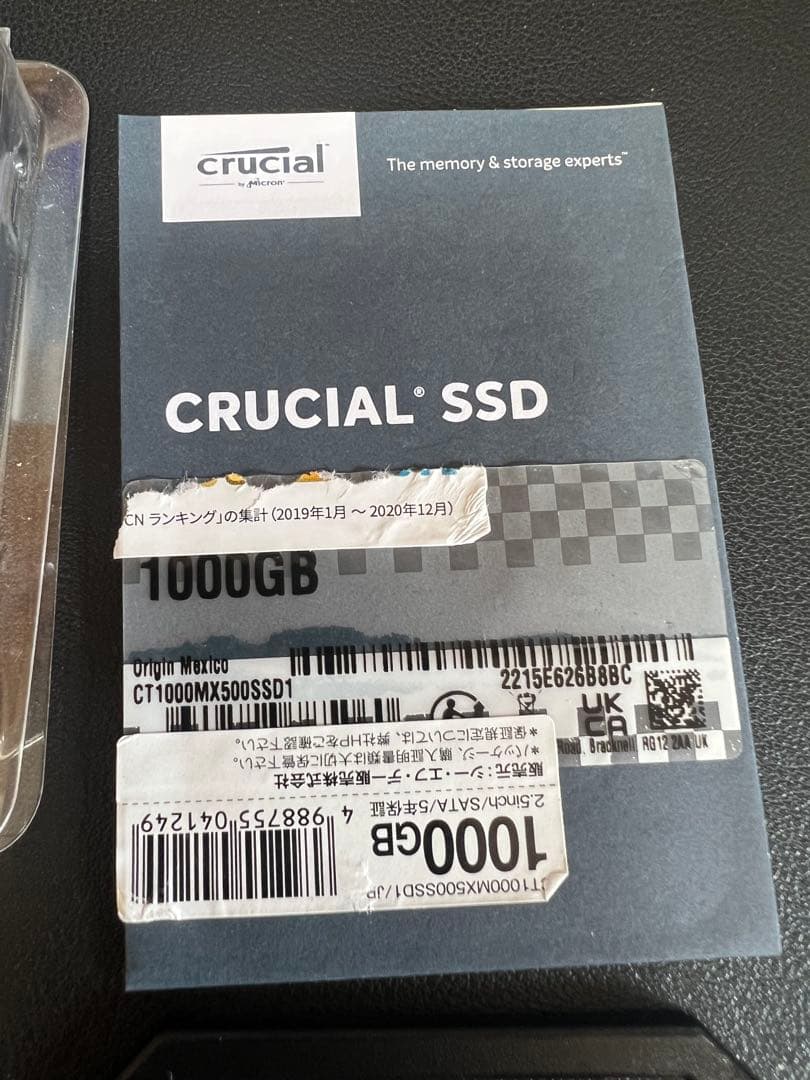 crucial™
by Micron®
The memory & storage experts™
CRUCIAL® SSD
CN ランキング」の集計（2019年1月 ～ 2020年12月）
1000GB
Origin Mexico
CT1000MX500SSD1
2215E626B8BC
UK
CA
Road, Bracknell, RG12 2AA UK
CT1000MX500SSD1/JP
1000GB
2.5inch/SATA/5年保証
4 988755 041249
販売元：シー・エフ・デー販売株式会社
＊パッケージ、購入証明書類は大切に保管下さい。
＊保証規定については、弊社HPをご確認下さい。